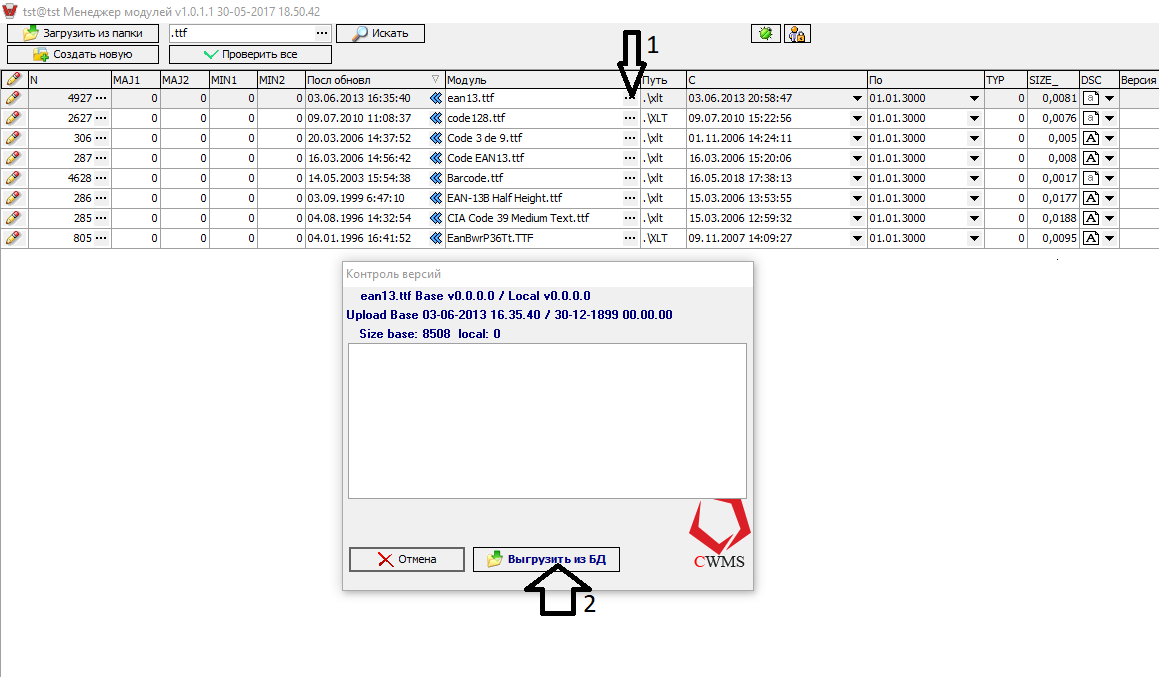 tst@tst Менеджер модулей v1.0.1.1 30-05-2017 18.50.42
Загрузить из папки .ttf ... Искать
Создать новую Проверить все
1
N MAJ1 MAJ2 MIN1 MIN2 Посл обновл Модуль Путь С По TYP SIZE_ DSC Версия
4927 ... 0 0 0 0 03.06.2013 16:35:40 ean13.ttf ... .\xlt 03.06.2013 20:58:47 01.01.3000 0 0,0081 a
2627 ... 0 0 0 0 09.07.2010 11:08:37 code128.ttf ... .\XLT 09.07.2010 15:22:56 01.01.3000 0 0,0076 a
306 ... 0 0 0 0 20.03.2006 14:37:52 Code 3 de 9.ttf ... .\xlt 01.11.2006 14:24:11 01.01.3000 0 0,005 A
287 ... 0 0 0 0 16.03.2006 14:56:42 Code EAN13.ttf ... .\xlt 16.03.2006 15:20:06 01.01.3000 0 0,008 A
4628 ... 0 0 0 0 14.05.2003 15:54:38 Barcode.ttf ... .\xlt 16.05.2018 17:38:13 01.01.3000 0 0,0017 a
286 ... 0 0 0 0 03.09.1999 6:47:10 EAN-13B Half Height.ttf ... .\xlt 15.03.2006 13:53:55 01.01.3000 0 0,0177 A
285 ... 0 0 0 0 04.08.1996 14:32:54 CIA Code 39 Medium Text.ttf ... .\xlt 15.03.2006 12:59:32 01.01.3000 0 0,0188 A
805 ... 0 0 0 0 04.01.1996 16:41:52 EanBwrP36Tt.TTF ... .\XLT 09.11.2007 14:09:27 01.01.3000 0 0,0095 A
Контроль версий
ean13.ttf Base v0.0.0.0 / Local v0.0.0.0
Upload Base 03-06-2013 16.35.40 / 30-12-1899 00.00.00
Size base: 8508 local: 0
Отмена Выгрузить из БД CWMS
2